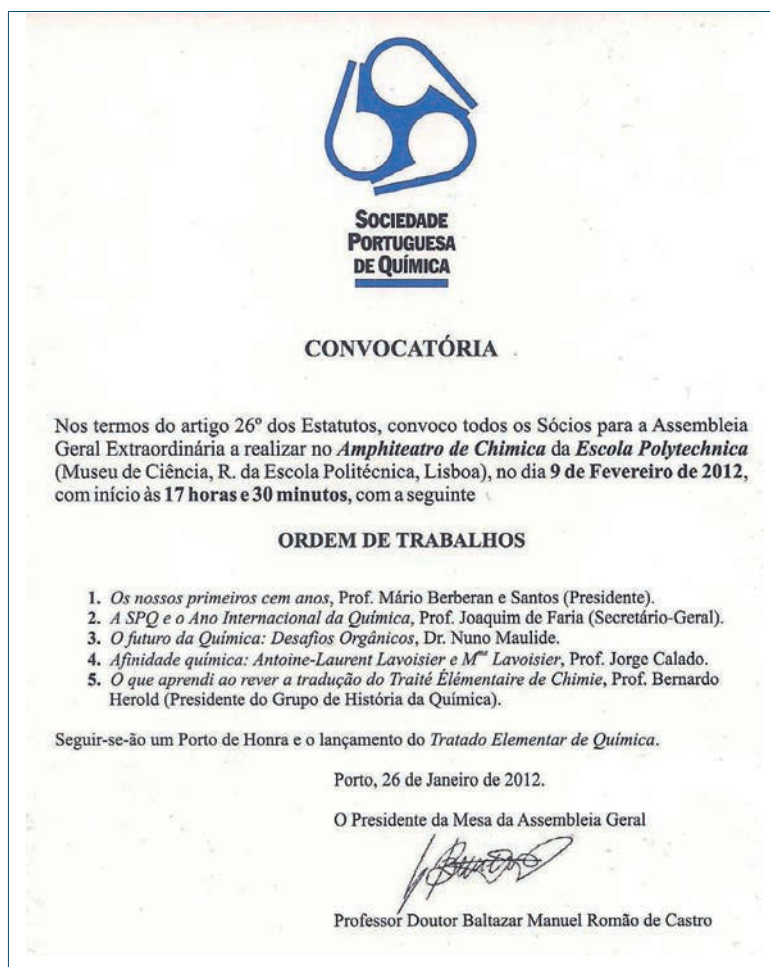 SOCIEDADE
PORTUGUESA
DE QUÍMICA
CONVOCATÓRIA
Nos termos do artigo 26º dos Estatutos, convoco todos os Sócios para a Assembleia
Geral Extraordinária a realizar no Amphiteatro de Chimica da Escola Polytechnica
(Museu de Ciência, R. da Escola Politécnica, Lisboa), no dia 9 de Fevereiro de 2012,
com início às 17 horas e 30 minutos, com a seguinte
ORDEM DE TRABALHOS
1. Os nossos primeiros cem anos, Prof. Mário Berberan e Santos (Presidente).
2. A SPQ e o Ano Internacional da Química, Prof. Joaquim de Faria (Secretário-Geral).
3. O futuro da Química: Desafios Orgânicos, Dr. Nuno Maulide.
4. Afinidade química: Antoine-Laurent Lavoisier e Mme Lavoisier, Prof. Jorge Calado.
5. O que aprendi ao rever a tradução do Traité Élémentaire de Chimie, Prof. Bernardo
Herold (Presidente do Grupo de História da Química).
Seguir-se-ão um Porto de Honra e o lançamento do Tratado Elementar de Química.
Porto, 26 de Janeiro de 2012.
O Presidente da Mesa da Assembleia Geral
Professor Doutor Baltazar Manuel Romão de Castro